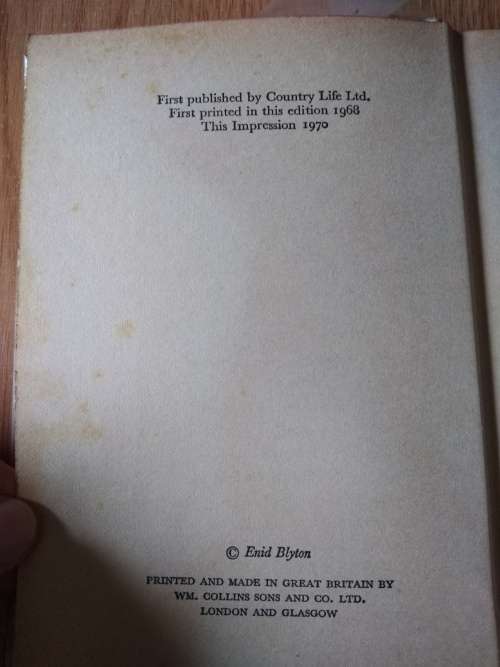 First published by Country Life Ltd.
First printed in this edition 1968
This Impression 1970
© Enid Blyton
PRINTED AND MADE IN GREAT BRITAIN BY
WM. COLLINS SONS AND CO. LTD.
LONDON AND GLASGOW